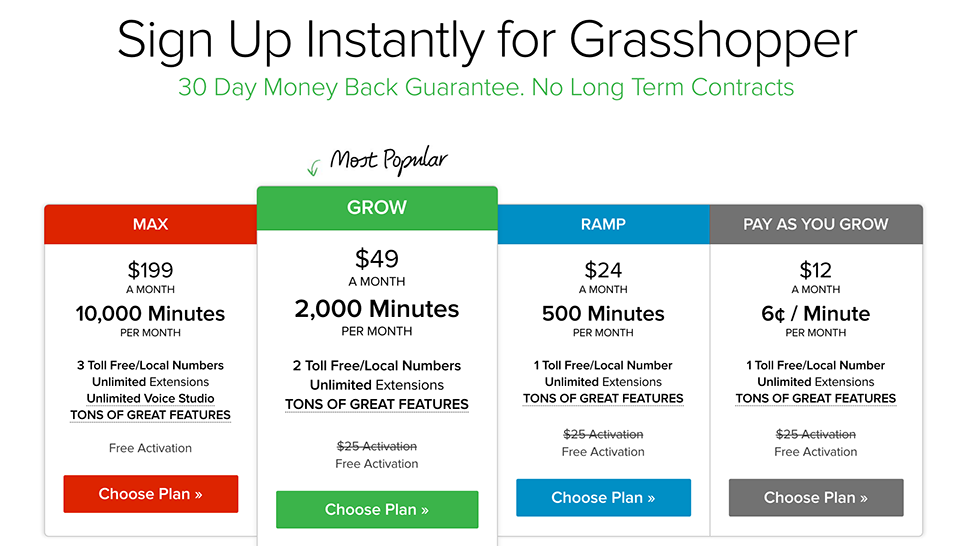 Sign Up Instantly for Grasshopper
30 Day Money Back Guarantee. No Long Term Contracts
Most Popular
MAX
$199
A MONTH
10,000 Minutes
PER MONTH
3 Toll Free/Local Numbers
Unlimited Extensions
Unlimited Voice Studio
TONS OF GREAT FEATURES
Free Activation
Choose Plan »
GROW
$49
A MONTH
2,000 Minutes
PER MONTH
2 Toll Free/Local Numbers
Unlimited Extensions
TONS OF GREAT FEATURES
$25 Activation
Free Activation
Choose Plan »
RAMP
$24
A MONTH
500 Minutes
PER MONTH
1 Toll Free/Local Number
Unlimited Extensions
TONS OF GREAT FEATURES
$25 Activation
Free Activation
Choose Plan »
PAY AS YOU GROW
$12
A MONTH
6¢ / Minute
PER MONTH
1 Toll Free/Local Number
Unlimited Extensions
TONS OF GREAT FEATURES
$25 Activation
Free Activation
Choose Plan »